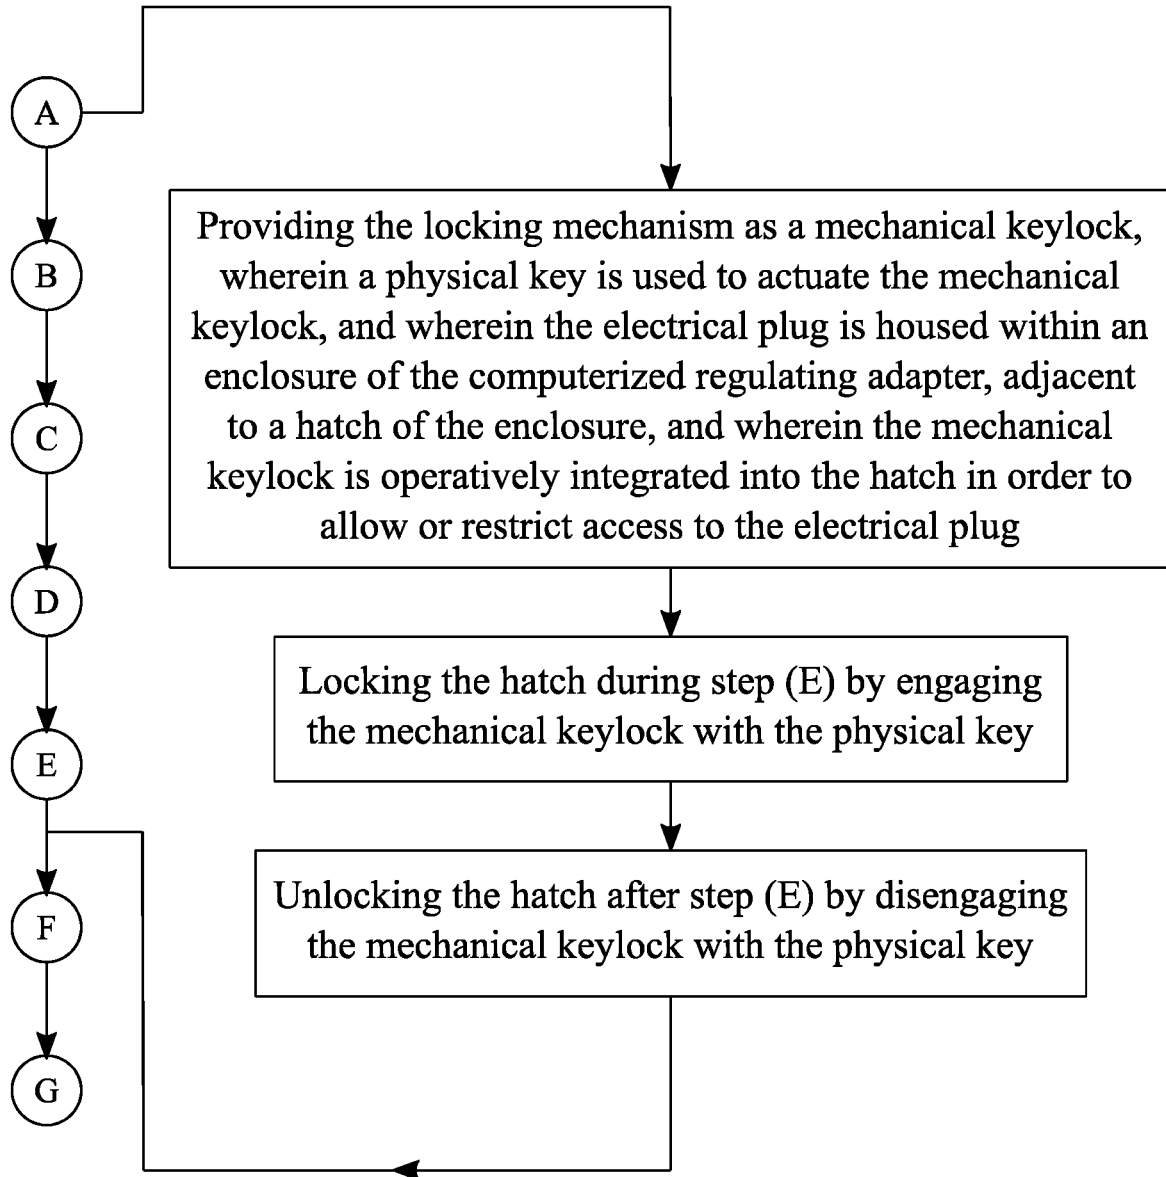 A
B
C
D
E
F
G
Providing the locking mechanism as a mechanical keylock,
wherein a physical key is used to actuate the mechanical
keylock, and wherein the electrical plug is housed within an
enclosure of the computerized regulating adapter, adjacent
to a hatch of the enclosure, and wherein the mechanical
keylock is operatively integrated into the hatch in order to
allow or restrict access to the electrical plug
Locking the hatch during step (E) by engaging
the mechanical keylock with the physical key
Unlocking the hatch after step (E) by disengaging
the mechanical keylock with the physical key